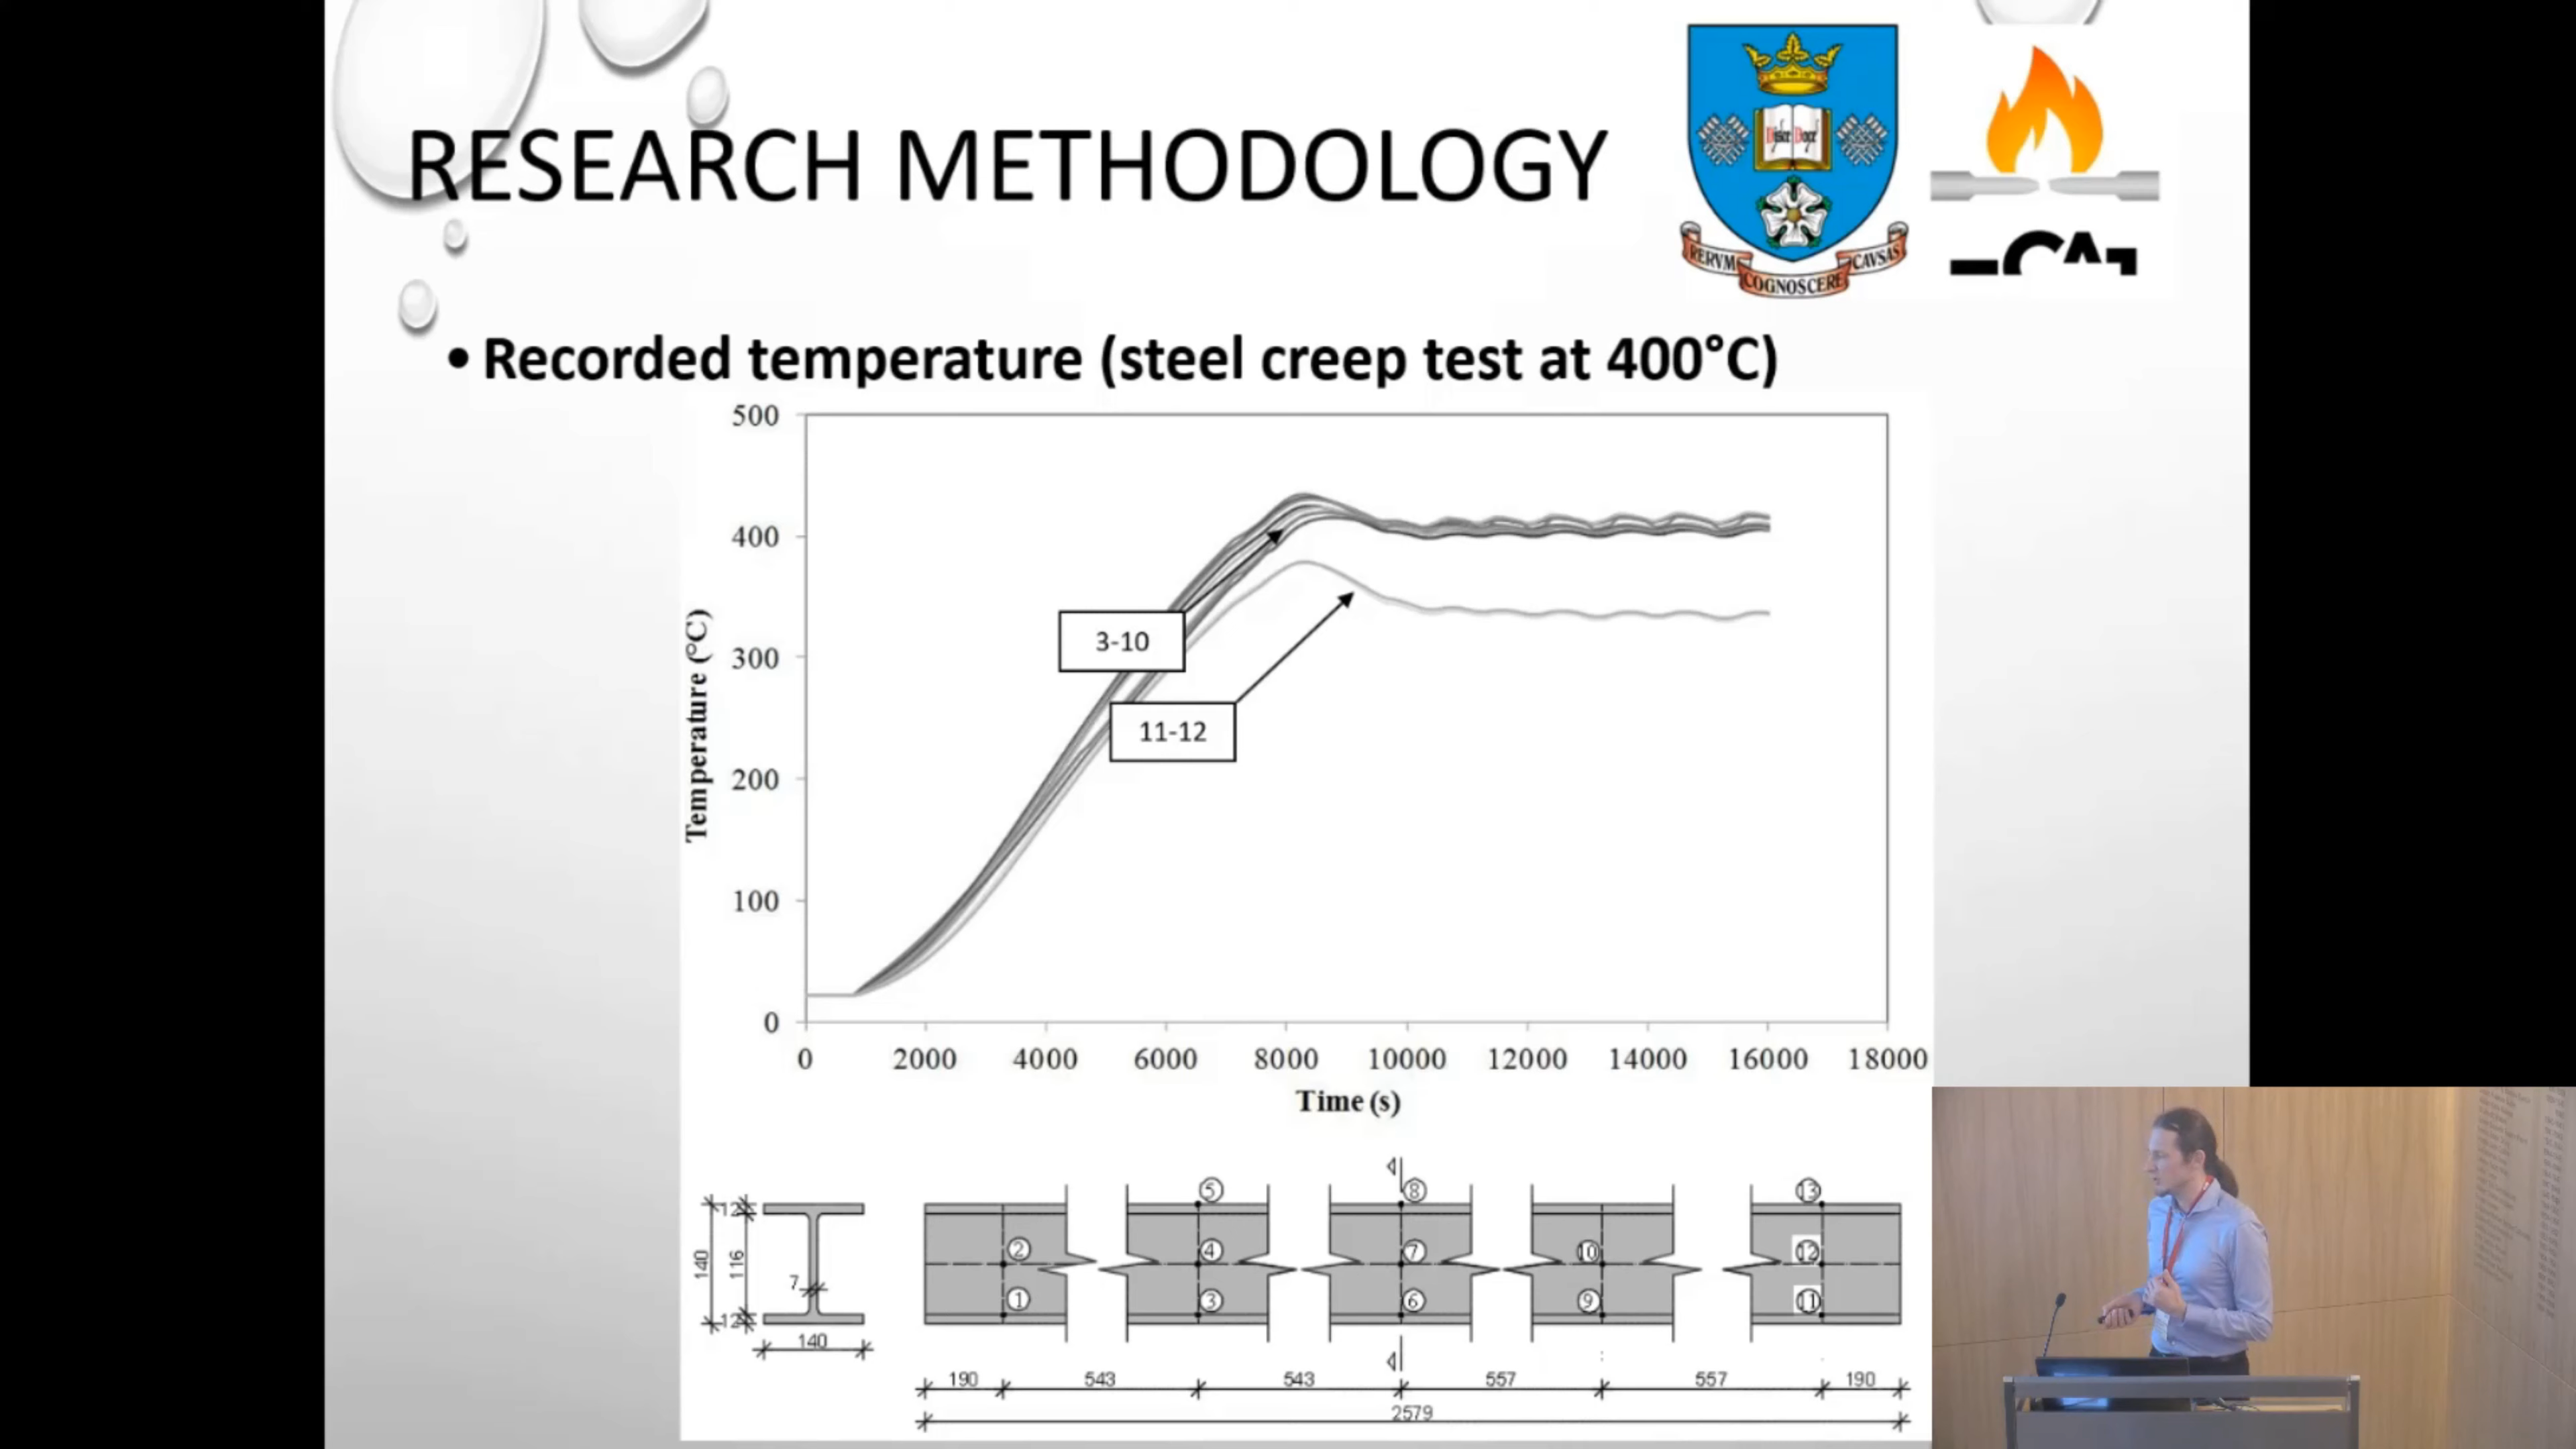 RESEARCH METHODOLOGY
Disce Doce
RERVM
COGNOSCERE
CAVSAS
• Recorded temperature (steel creep test at 400°C)
500
400
300
200
100
0
Temperature (°C)
3-10
11-12
0 2000 4000 6000 8000 10000 12000 14000 16000 18000
Time (s)
12
140 116
7
12
140
5 8 13
2 4 7 10 12
1 3 6 9 11
190 543 543 557 557 190
2579